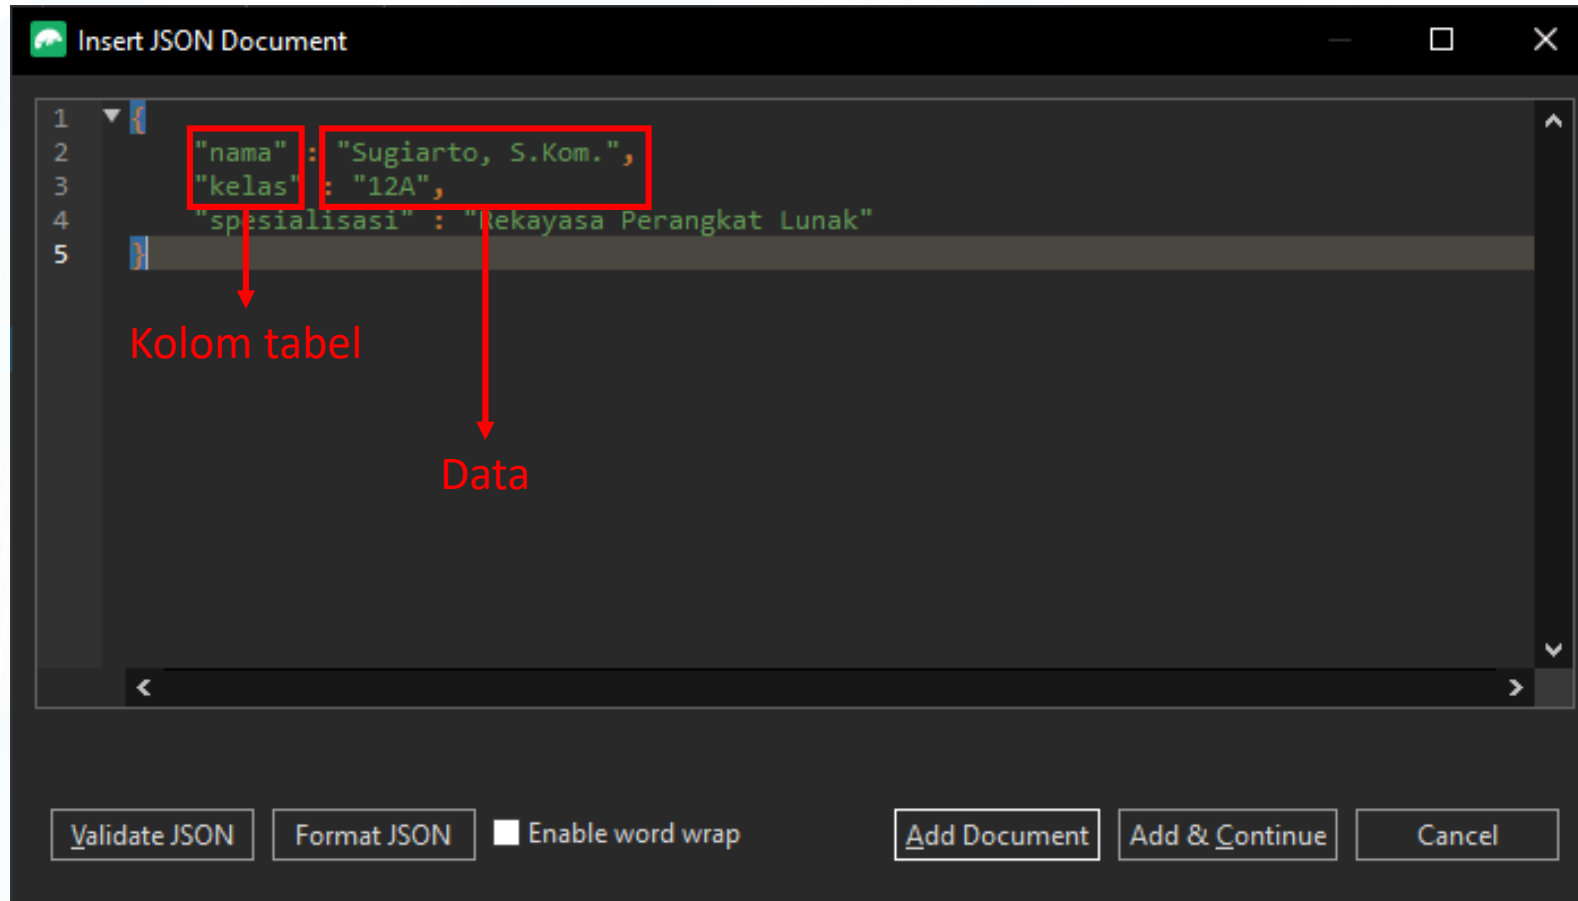 Insert JSON Document
1 {
2 "nama" : "Sugiarto, S.Kom.",
3 "kelas" : "12A",
4 "spesialisasi" : "Rekayasa Perangkat Lunak"
5 }
Kolom tabel
Data
Validate JSON Format JSON Enable word wrap Add Document Add & Continue Cancel